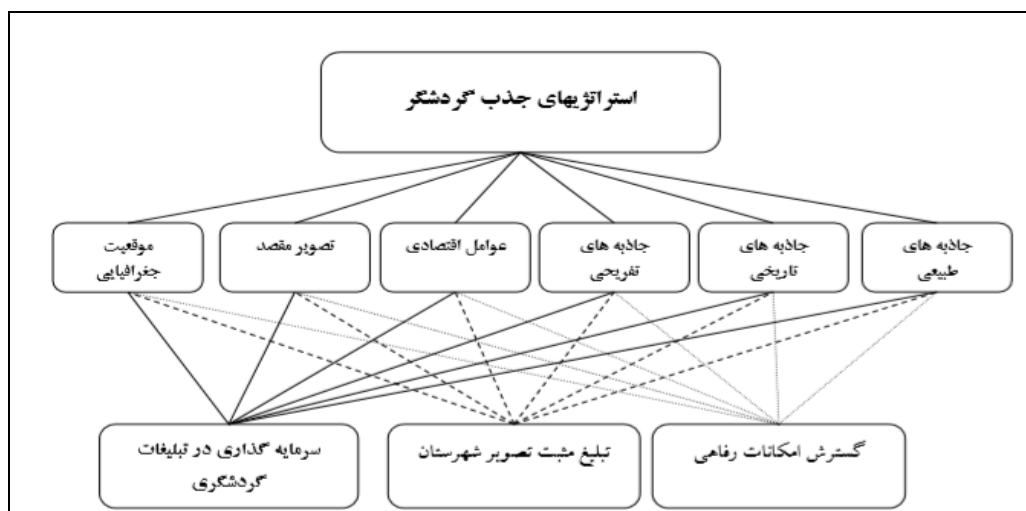 استراتژیهای جذب گردشگر
جاذبه های
طبیعی
جاذبه های
تاریخی
جاذبه های
تفریحی
عوامل اقتصادی
تصویر مقصد
موقعیت
جغرافیایی
گسترش امکانات رفاهی
تبلیغ مثبت تصویر شهرستان
سرمایه گذاری در تبلیغات
گردشگری